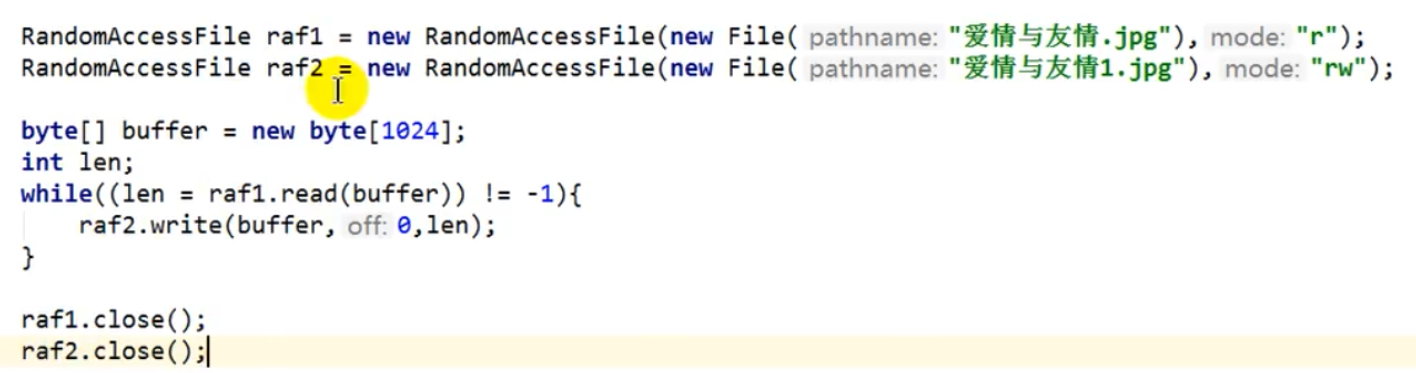 RandomAccessFile raf1 = new RandomAccessFile(new File( pathname: "爱情与友情.jpg"), mode: "r");
RandomAccessFile raf2 = new RandomAccessFile(new File( pathname: "爱情与友情1.jpg"), mode: "rw");
byte[] buffer = new byte[1024];
int len;
while((len = raf1.read(buffer)) != -1){
    raf2.write(buffer, off: 0,len);
}
raf1.close();
raf2.close();